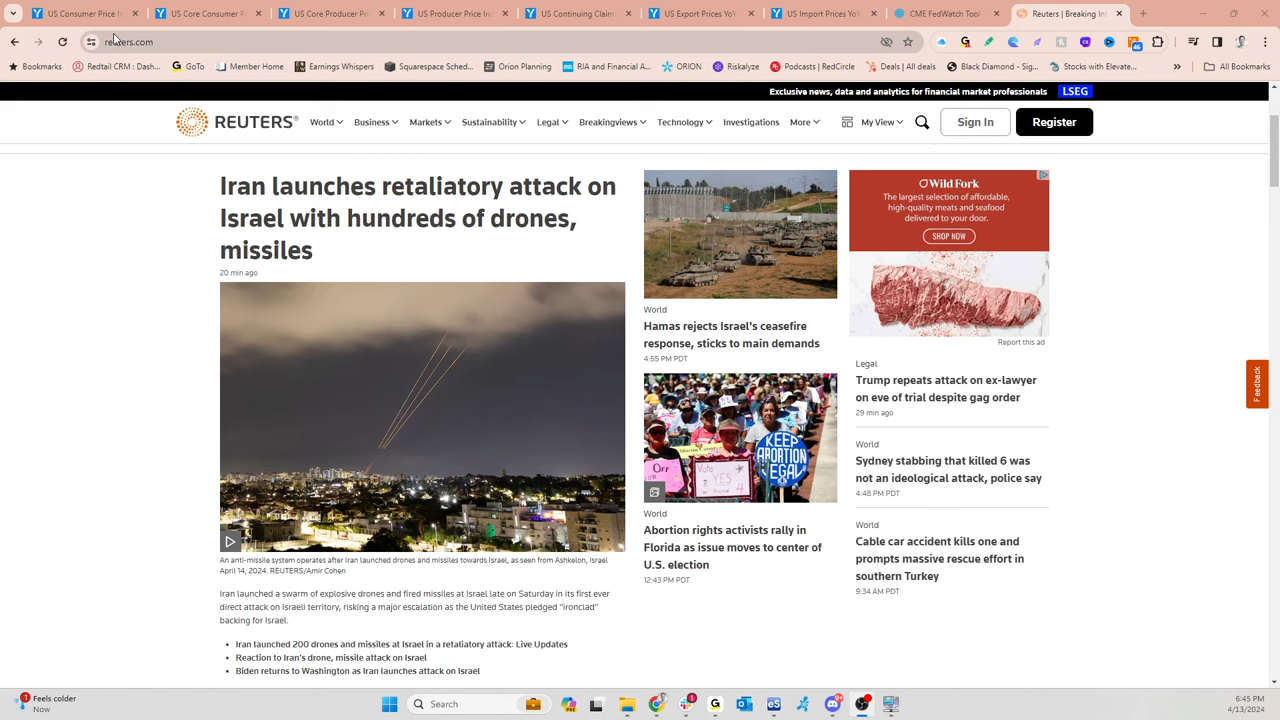 US Consumer Price I
US Core Consumer R
US Core Producer Pri
US Producer Price Ind
US Continuing Claim
US Export Prices YoY
US Import Prices YoY
CME FedWatch Tool
Reuters | Breaking In
reuters.com
Bookmarks
Redtail CRM : Dash...
GoTo
Member Home
Earnings Whispers
Squarespace Sched...
Orion Planning
RIA and Financial A...
ORION
Riskalyze
Podcasts | RedCircle
Deals | All deals
Black Diamond - Sig...
Stocks with Elevate...
All Bookmarks
Exclusive news, data and analytics for financial market professionals
LSEG
REUTERS®
World
Business
Markets
Sustainability
Legal
Breakingviews
Technology
Investigations
More
My View
Sign In
Register
Iran launches retaliatory attack on
Israel with hundreds of drones,
missiles
20 min ago
An anti-missile system operates after Iran launched drones and missiles towards Israel, as seen from Ashkelon, Israel
April 14, 2024. REUTERS/Amir Cohen
Iran launched a swarm of explosive drones and fired missiles at Israel late on Saturday in its first ever
direct attack on Israeli territory, risking a major escalation as the United States pledged "ironclad"
backing for Israel.
• Iran launched 200 drones and missiles at Israel in a retaliatory attack: Live Updates
• Reaction to Iran's drone, missile attack on Israel
• Biden returns to Washington as Iran launches attack on Israel
World
Hamas rejects Israel's ceasefire
response, sticks to main demands
4:55 PM PDT
KEEP
ABORTION
LEGAL
Vote
YES
4
World
Abortion rights activists rally in
Florida as issue moves to center of
U.S. election
12:43 PM PDT
Wild Fork
The largest selection of affordable,
high-quality meats and seafood
delivered to your door.
SHOP NOW
Report this ad
Legal
Trump repeats attack on ex-lawyer
on eve of trial despite gag order
29 min ago
World
Sydney stabbing that killed 6 was
not an ideological attack, police say
4:48 PM PDT
World
Cable car accident kills one and
prompts massive rescue effort in
southern Turkey
9:34 AM PDT
Feedback
Feels colder
Now
Search
6:45 PM
4/13/2024